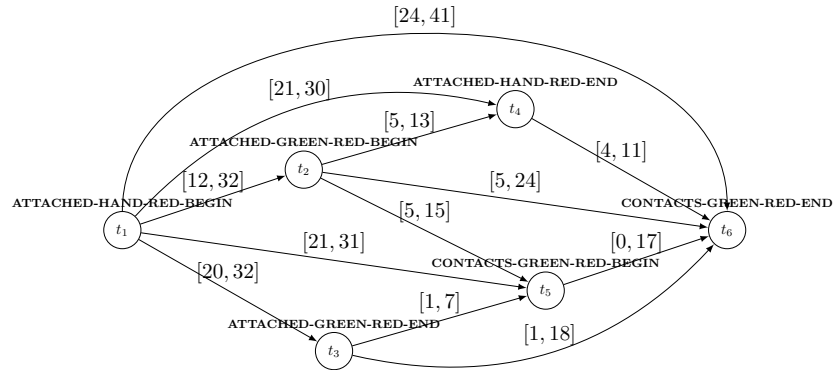 [24, 41]
ATTACHED-HAND-RED-END
[21, 30]
t4
[5, 13]
ATTACHED-GREEN-RED-BEGIN
t2
[4, 11]
[12, 32]
[5, 24]
ATTACHED-HAND-RED-BEGIN
CONTACTS-GREEN-RED-END
[5, 15]
t1
t6
[21, 31]
[0, 17]
CONTACTS-GREEN-RED-BEGIN
[20, 32]
t5
[1, 7]
ATTACHED-GREEN-RED-END
[1, 18]
t3